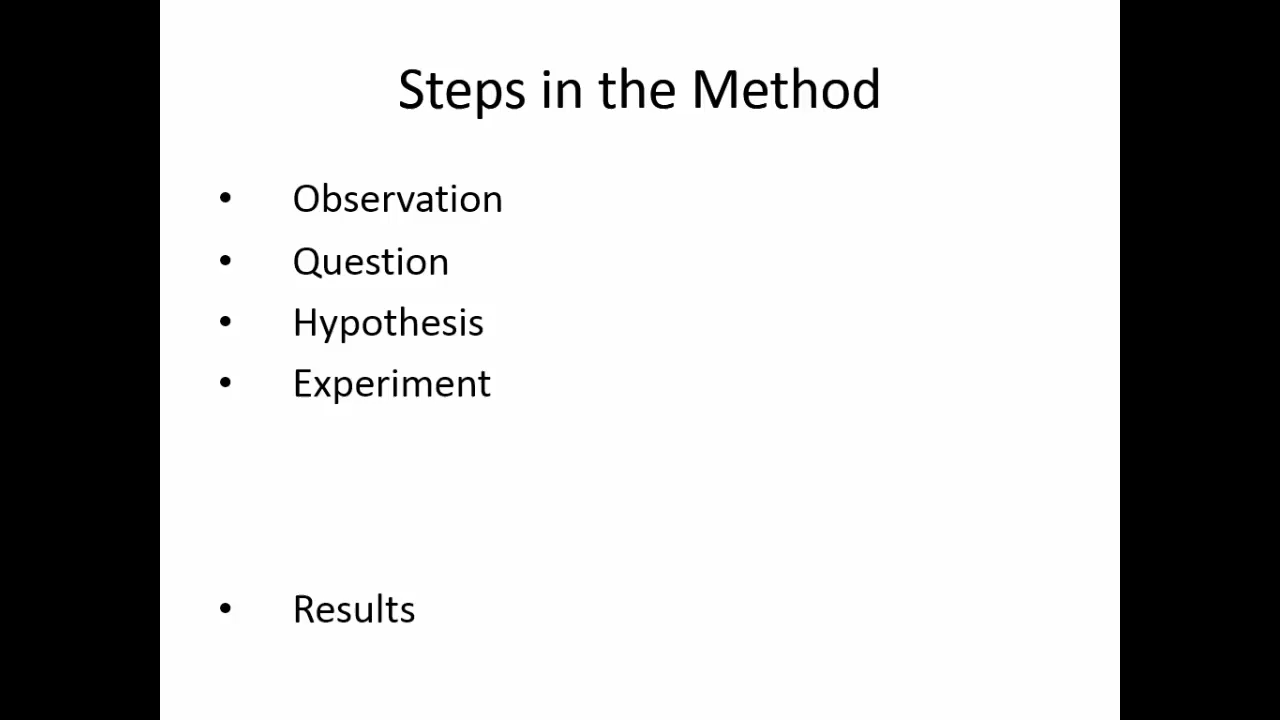 Steps in the Method
• Observation
• Question
• Hypothesis
• Experiment
• Results